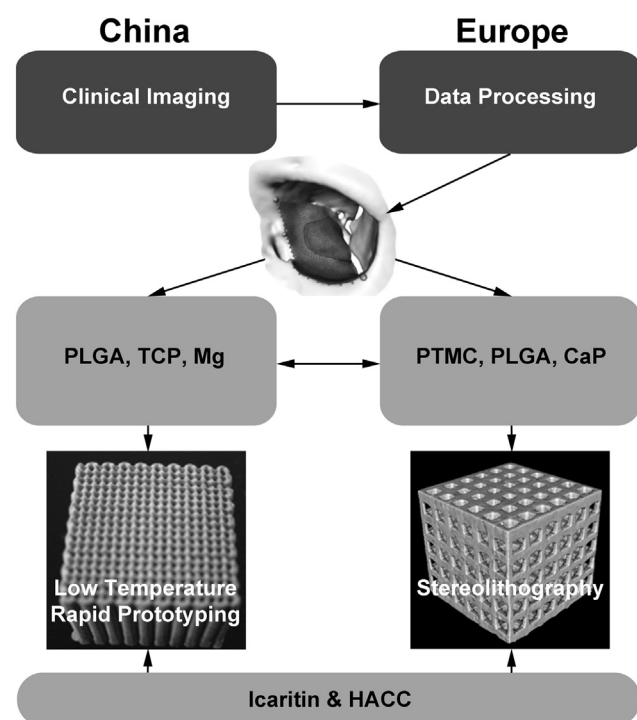 China
Europe
Clinical Imaging
Data Processing
PLGA, TCP, Mg
PTMC, PLGA, CaP
Low Temperature
Rapid Prototyping
Stereolithography
Icaritin & HACC